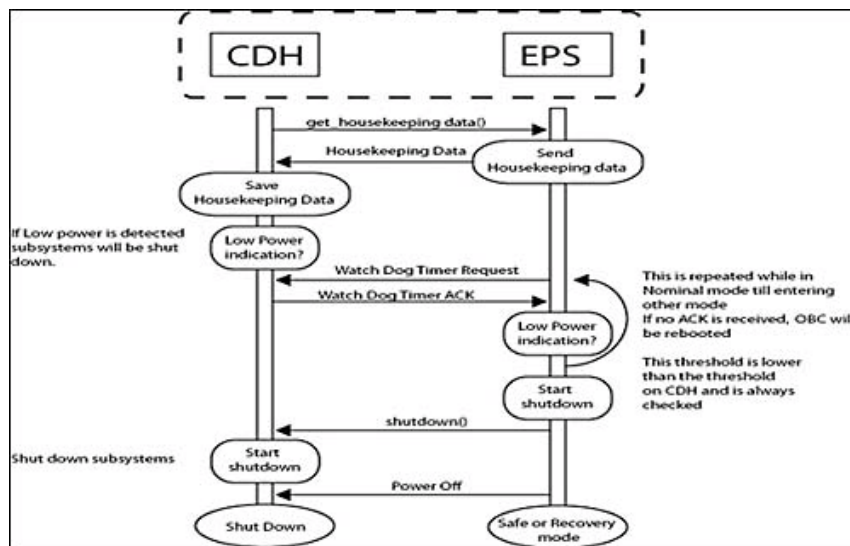 CDH
EPS
get_housekeeping data()
Housekeeping Data
Send
Housekeeping data
Save
Housekeeping Data
If Low power is detected
subsystems will be shut
down.
Low Power
indication?
Watch Dog Timer Request
Watch Dog Timer ACK
This is repeated while in
Nominal mode till entering
other mode
If no ACK is received, OBC will
be rebooted
Low Power
indication?
This threshold is lower
than the threshold
on CDH and is always
checked
Start
shutdown
shutdown()
Shut down subsystems
Start
shutdown
Power Off
Shut Down
Safe or Recovery
mode